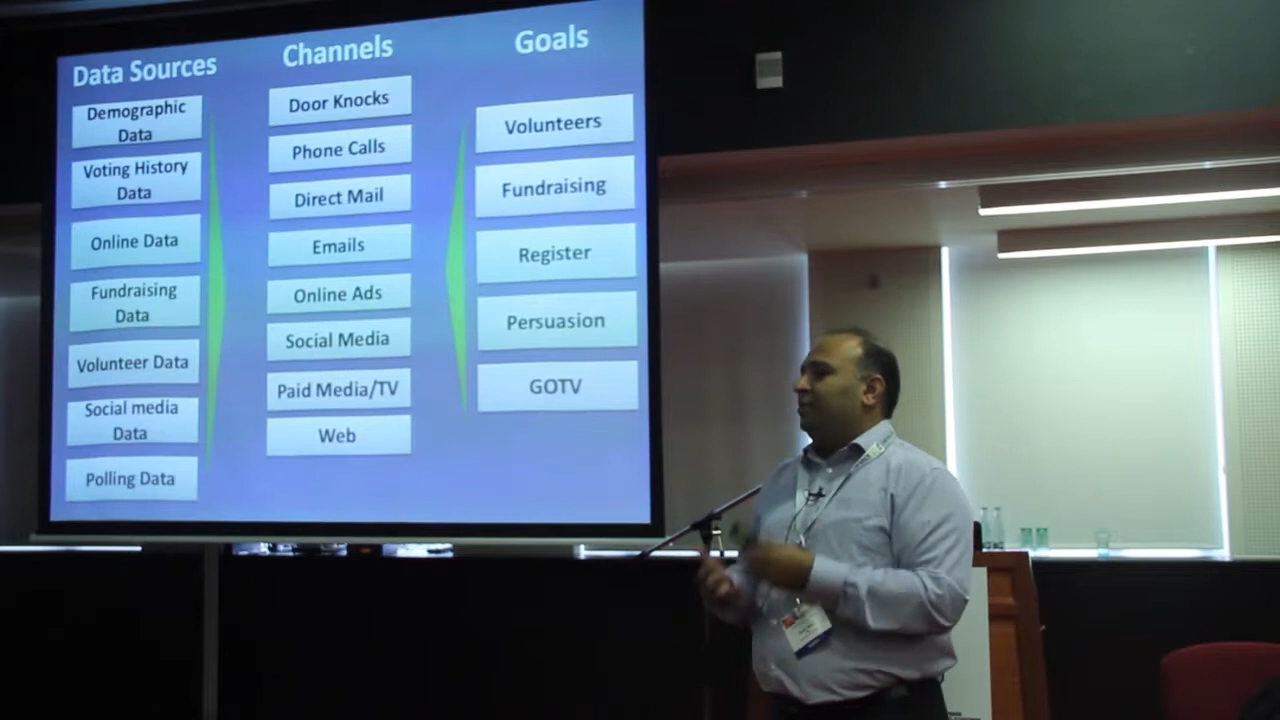 Data Sources
Demographic
Data
Voting History
Data
Online Data
Fundraising
Data
Volunteer Data
Social media
Data
Polling Data
Channels
Door Knocks
Phone Calls
Direct Mail
Emails
Online Ads
Social Media
Paid Media/TV
Web
Goals
Volunteers
Fundraising
Register
Persuasion
GOTV